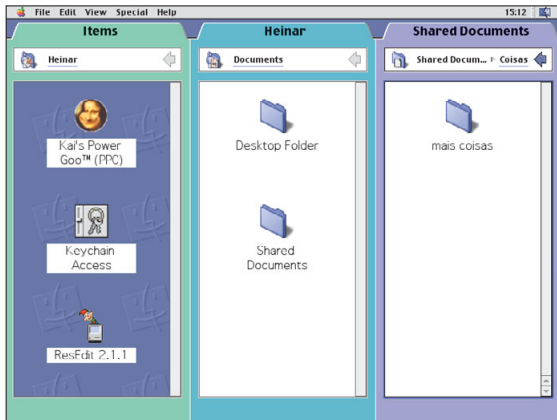 File Edit View Special Help 15:12
Items Heinar Shared Documents
Heinar Documents Shared Docum... Coisas
Kai's Power
Goo™ (PPC)
Desktop Folder
mais coisas
Keychain
Access
Shared
Documents
ResEdit 2.1.1